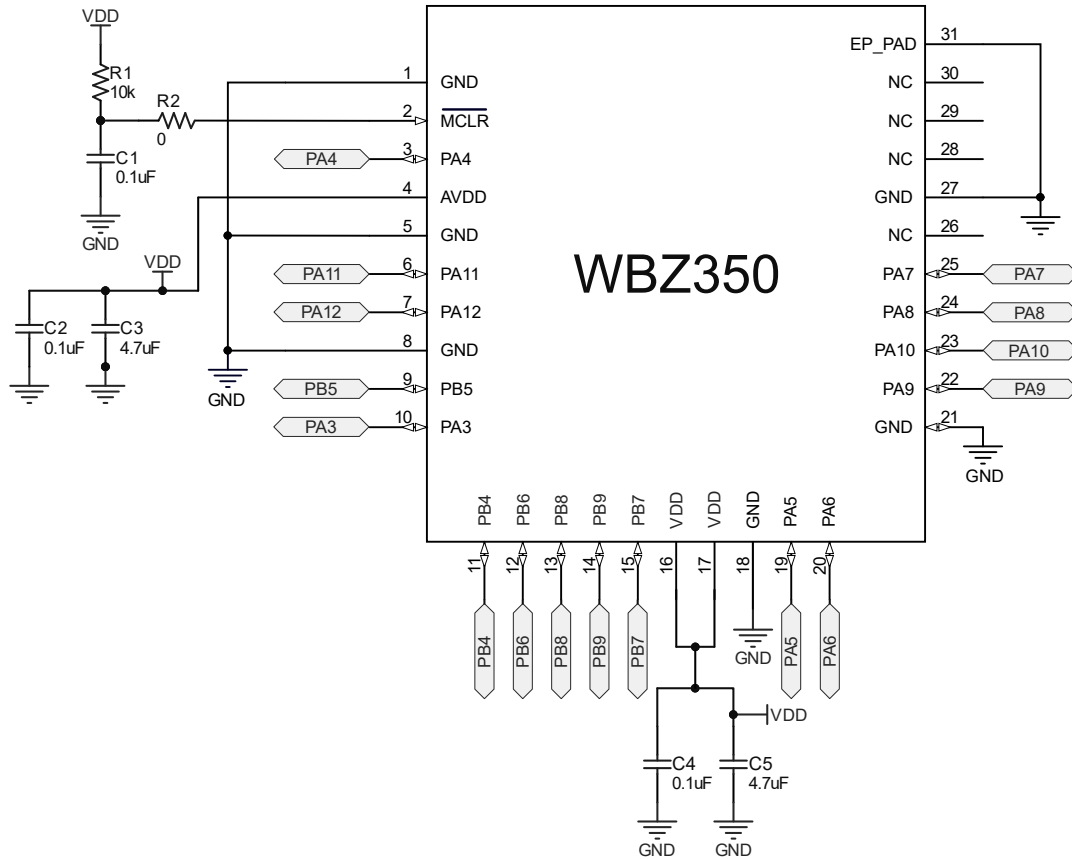 VDD
R1
10k
R2
0
C1
0.1uF
GND
VDD
C2
0.1uF
C3
4.7uF
GND
PA4
PA11
PA12
PB5
PA3
1
2
3
4
5
6
7
8
9
10
GND
MCLR
PA4
AVDD
GND
PA11
PA12
GND
PB5
PA3
WBZ350
EP_PAD
NC
NC
NC
GND
NC
PA7
PA8
PA10
PA9
GND
31
30
29
28
27
26
25
24
23
22
21
PA7
PA8
PA10
PA9
GND
PB4
PB6
PB8
PB9
PB7
VDD
VDD
GND
PA5
PA6
11
12
13
14
15
16
17
18
19
20
PB4
PB6
PB8
PB9
PB7
GND
PA5
PA6
VDD
C4
0.1uF
C5
4.7uF
GND
GND